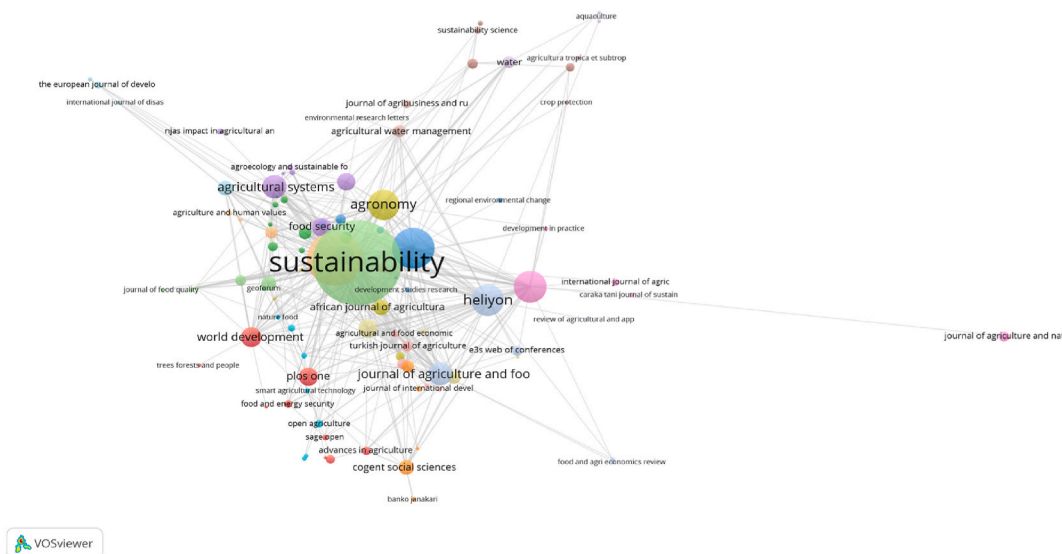 aquaculture
sustainability science
agricultura tropica et subtrop
water
the european journal of develo
international journal of disas
journal of agribusiness and ru
crop protection
environmental research letters
njas impact in agricultural an
agricultural water management
agroecology and sustainable fo
agricultural systems
agronomy
regional environmental change
agriculture and human values
food security
development in practice
sustainability
international journal of agric
journal of food quality
geoforum
development studies research
caraka tani journal of sustain
heliyon
african journal of agricultura
nature food
review of agricultural and app
world development
agricultural and food economic
journal of agriculture and nat
turkish journal of agriculture
e3s web of conferences
trees forests and people
plos one
journal of agriculture and foo
smart agricultural technology
journal of international devel
food and energy security
open agriculture
sage open
advances in agriculture
cogent social sciences
food and agri economics review
banko janakari
VOSviewer